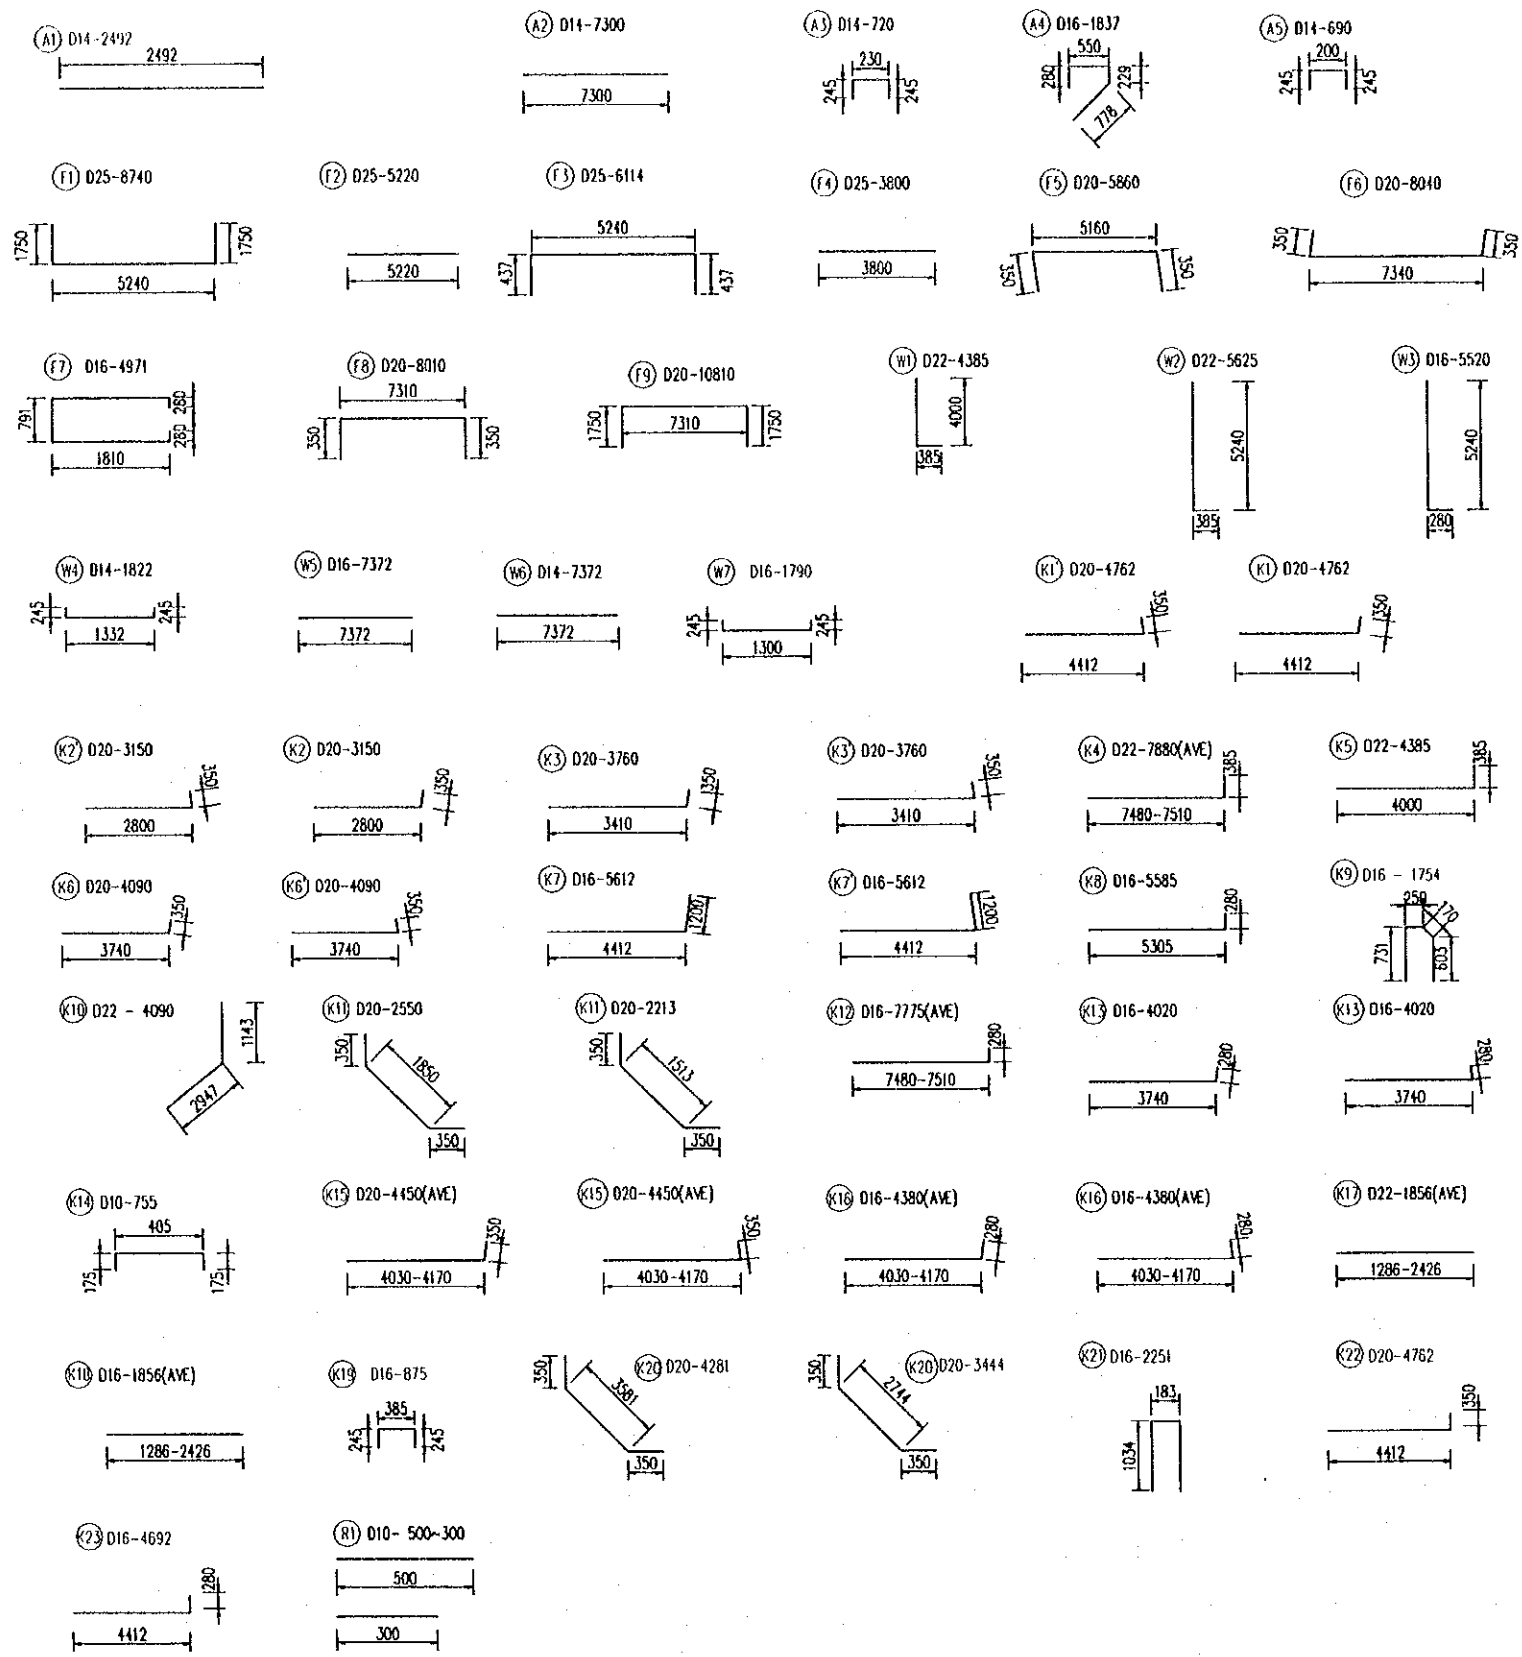 A1 D14-2492
2492
A2 D14-7300
7300
A3 D14-720
230
245
245
A4 D16-1837
550
280
229
778
A5 D14-690
200
245
245
F1 D25-8740
1750
1750
5240
F2 D25-5220
5220
F3 D25-6114
5240
437
437
F4 D25-3800
3800
F5 D20-5860
5160
350
350
F6 D20-8040
350
350
7340
F7 D16-4971
791
280
280
1810
F8 D20-8010
7310
350
350
F9 D20-10810
1750
7310
1750
W1 D22-4385
4000
385
W2 D22-5625
5240
385
W3 D16-5520
5240
280
W4 D14-1822
245
245
1332
W5 D16-7372
7372
W6 D14-7372
7372
W7 D16-1790
245
245
1300
K1' D20-4762
350
4412
K1 D20-4762
350
4412
K2' D20-3150
350
2800
K2 D20-3150
350
2800
K3 D20-3760
350
3410
K3' D20-3760
350
3410
K4 D22-7880(AVE)
385
7480-7510
K5 D22-4385
385
4000
K6 D20-4090
350
3740
K6' D20-4090
350
3740
K7 D16-5612
1200
4412
K7' D16-5612
1200
4412
K8 D16-5585
280
5305
K9 D16 - 1754
250
170
731
603
K10 D22 - 4090
1143
2947
K11 D20-2550
350
1850
350
K11 D20-2213
350
1513
350
K12 D16-7775(AVE)
280
7480-7510
K13 D16-4020
280
3740
K13 D16-4020
280
3740
K14 D10-755
405
175
175
K15 D20-4450(AVE)
350
4030-4170
K15 D20-4450(AVE)
350
4030-4170
K16 D16-4380(AVE)
280
4030-4170
K16 D16-4380(AVE)
280
4030-4170
K17 D22-1856(AVE)
1286-2426
K18 D16-1856(AVE)
1286-2426
K19 D16-875
385
245
245
K20 D20-4281
350
3581
350
K20 D20-3444
350
2744
350
K21 D16-2251
183
1034
K22 D20-4762
350
4412
K23 D16-4692
280
4412
R1 D10- 500~300
500
300